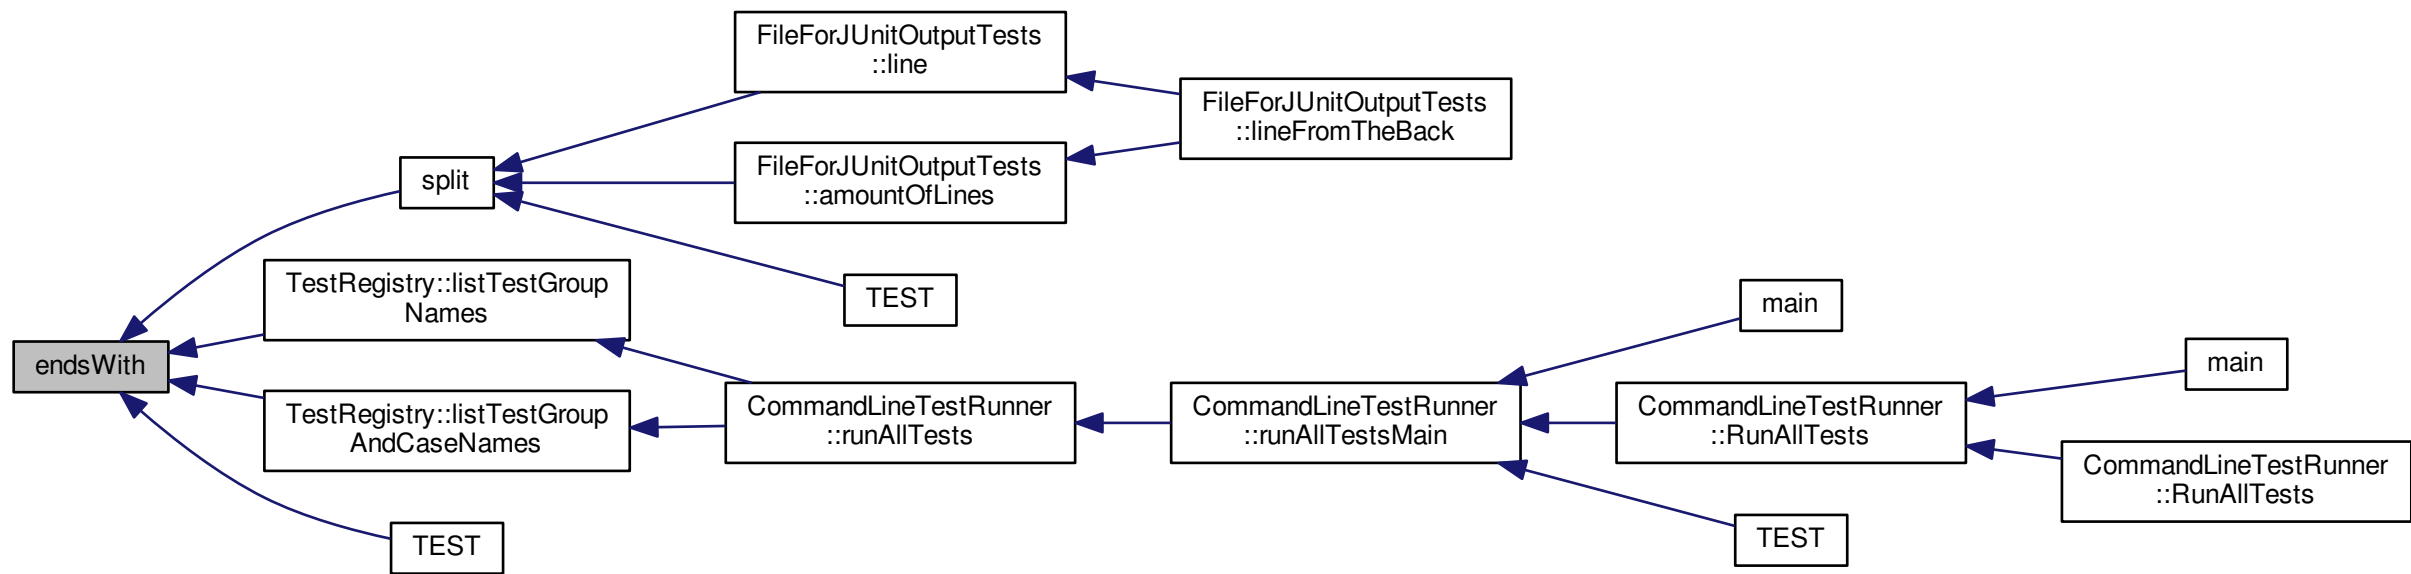 FileForJUnitOutputTests
::line
FileForJUnitOutputTests
::lineFromTheBack
FileForJUnitOutputTests
::amountOfLines
split
TEST
TestRegistry::listTestGroup
Names
main
endsWith
main
TestRegistry::listTestGroup
AndCaseNames
CommandLineTestRunner
::runAllTests
CommandLineTestRunner
::runAllTestsMain
CommandLineTestRunner
::RunAllTests
CommandLineTestRunner
::RunAllTests
TEST
TEST